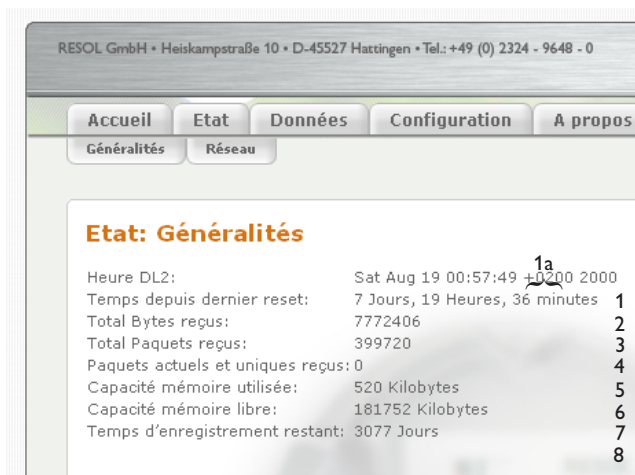 RESOL GmbH • Heiskampstraße 10 • D-45527 Hattingen • Tel.: +49 (0) 2324 - 9648 - 0
Accueil Etat Données Configuration A propos
Généralités Réseau
Etat: Généralités
1a
Heure DL2: Sat Aug 19 00:57:49 +0200 2000
Temps depuis dernier reset: 7 Jours, 19 Heures, 36 minutes 1
Total Bytes reçus: 7772406 2
Total Paquets reçus: 399720 3
Paquets actuels et uniques reçus: 0 4
Capacité mémoire utilisée: 520 Kilobytes 5
Capacité mémoire libre: 181752 Kilobytes 6
Temps d'enregistrement restant: 3077 Jours 7
8